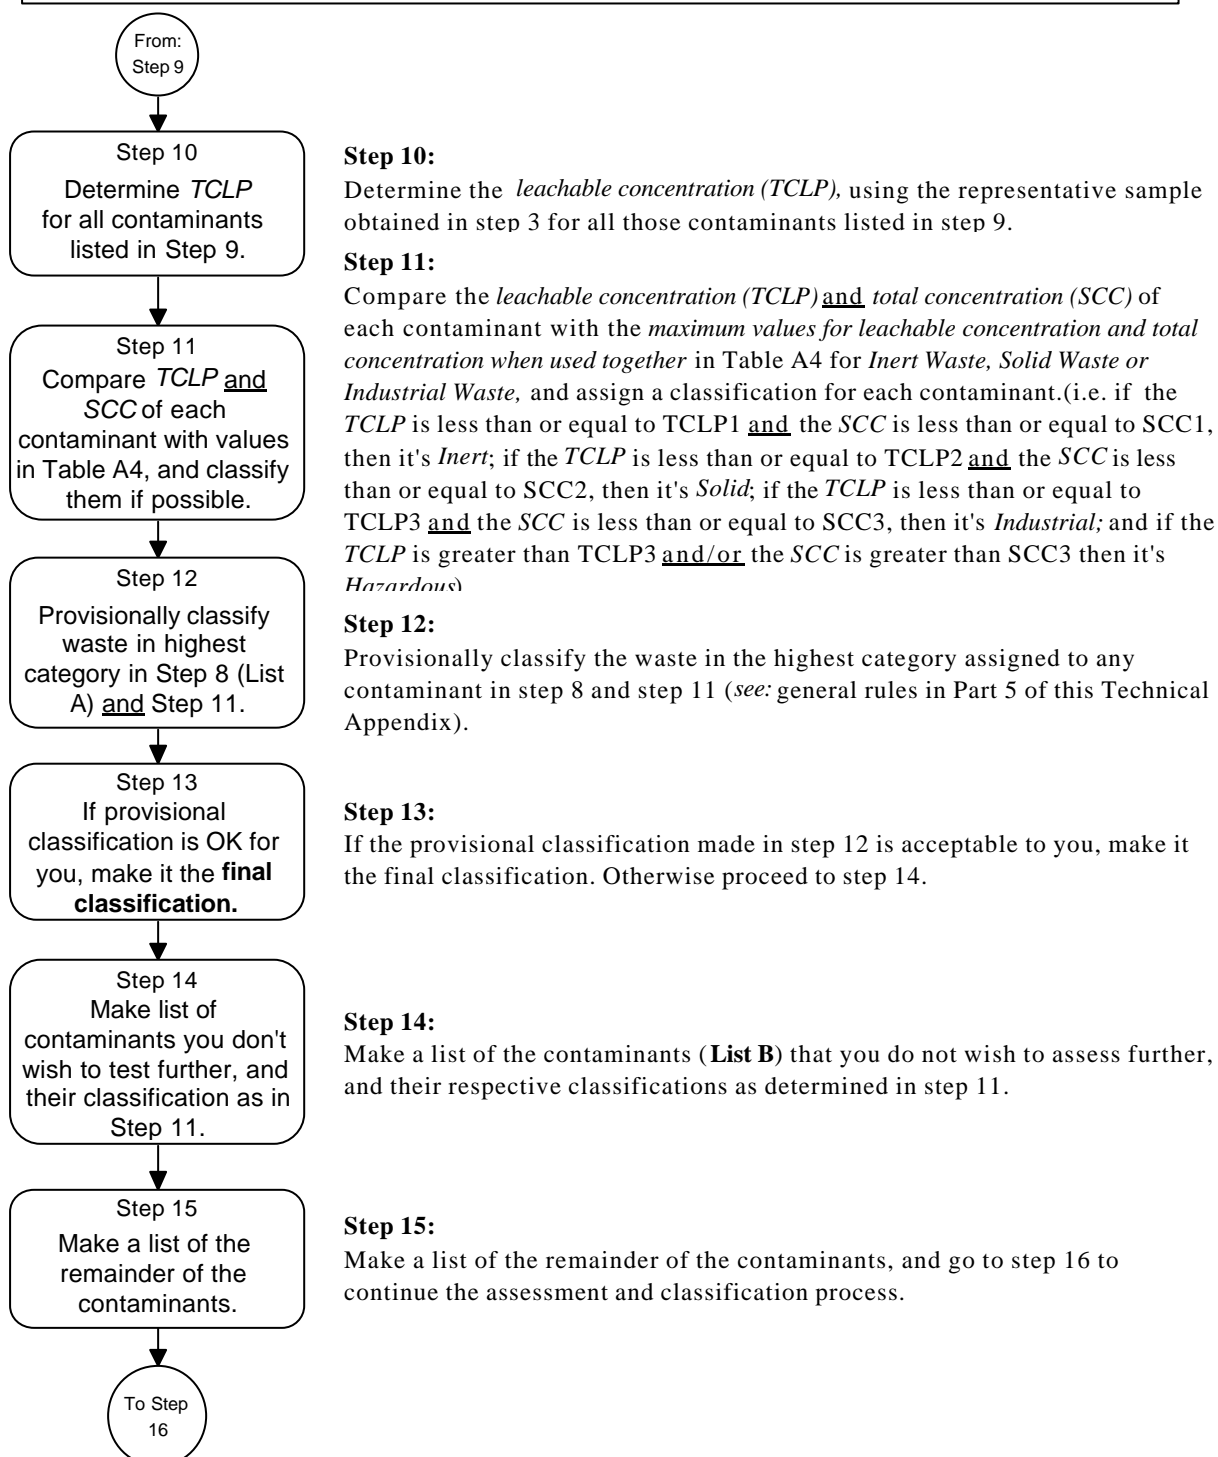 From:
Step 9
Step 10
Determine TCLP
for all contaminants
listed in Step 9.
Step 10:
Determine the leachable concentration (TCLP), using the representative sample
obtained in step 3 for all those contaminants listed in step 9.
Step 11
Compare TCLP and
SCC of each
contaminant with values
in Table A4, and classify
them if possible.
Step 11:
Compare the leachable concentration (TCLP) and total concentration (SCC) of
each contaminant with the maximum values for leachable concentration and total
concentration when used together in Table A4 for Inert Waste, Solid Waste or
Industrial Waste, and assign a classification for each contaminant.(i.e. if the
TCLP is less than or equal to TCLP1 and the SCC is less than or equal to SCC1,
then it's Inert; if the TCLP is less than or equal to TCLP2 and the SCC is less
than or equal to SCC2, then it's Solid; if the TCLP is less than or equal to
TCLP3 and the SCC is less than or equal to SCC3, then it's Industrial; and if the
TCLP is greater than TCLP3 and/or the SCC is greater than SCC3 then it's
Hazardous)
Step 12
Provisionally classify
waste in highest
category in Step 8 (List
A) and Step 11.
Step 12:
Provisionally classify the waste in the highest category assigned to any
contaminant in step 8 and step 11 (see: general rules in Part 5 of this Technical
Appendix).
Step 13
If provisional
classification is OK for
you, make it the final
classification.
Step 13:
If the provisional classification made in step 12 is acceptable to you, make it
the final classification. Otherwise proceed to step 14.
Step 14
Make list of
contaminants you don't
wish to test further, and
their classification as in
Step 11.
Step 14:
Make a list of the contaminants (List B) that you do not wish to assess further,
and their respective classifications as determined in step 11.
Step 15
Make a list of the
remainder of the
contaminants.
Step 15:
Make a list of the remainder of the contaminants, and go to step 16 to
continue the assessment and classification process.
To Step
16